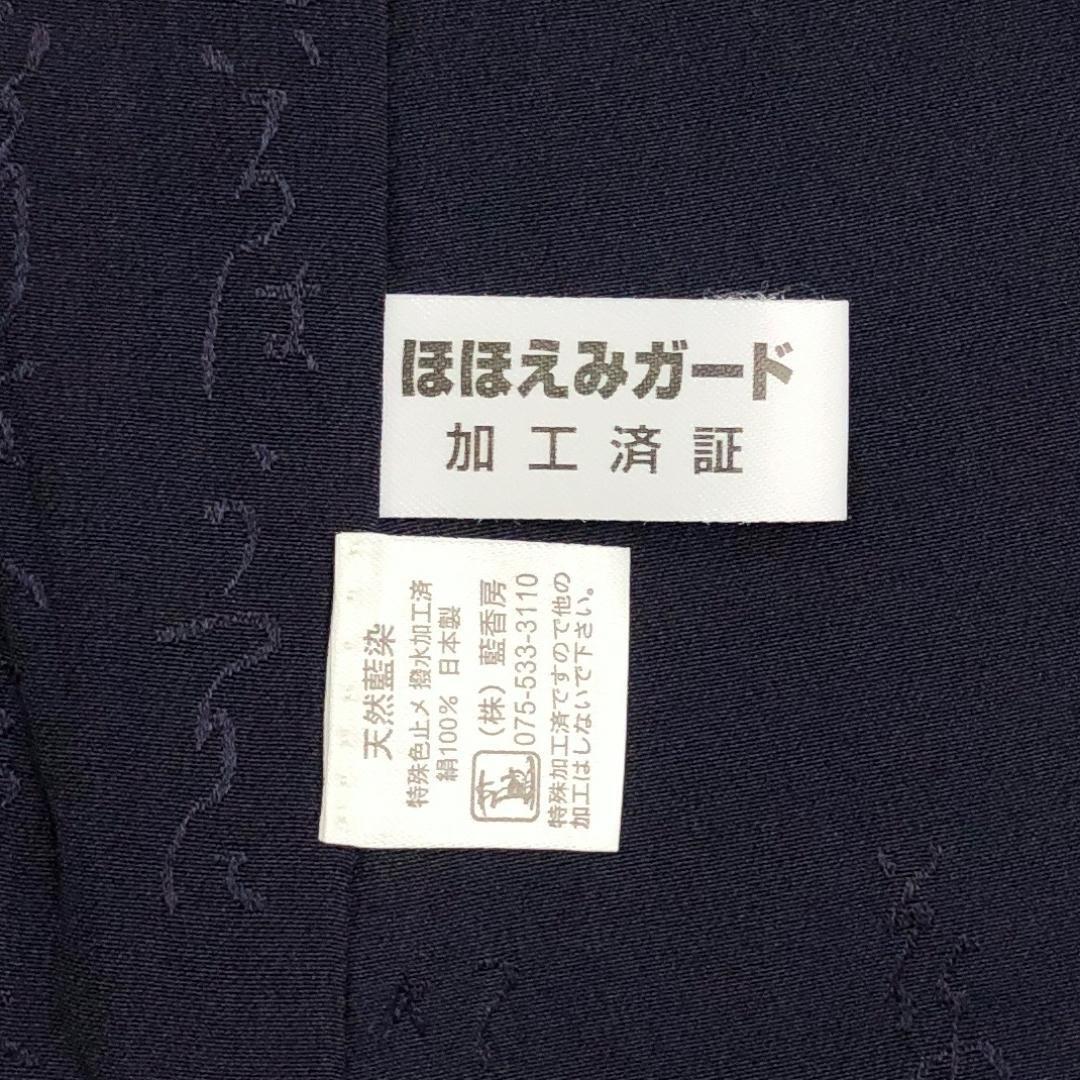 ほほえみガード
加工済証
天然藍染
特殊色止メ 撥水加工済
絹100% 日本製
(株) 藍香房
075-533-3110
特殊加工済ですので他の
加工はしないで下さい。